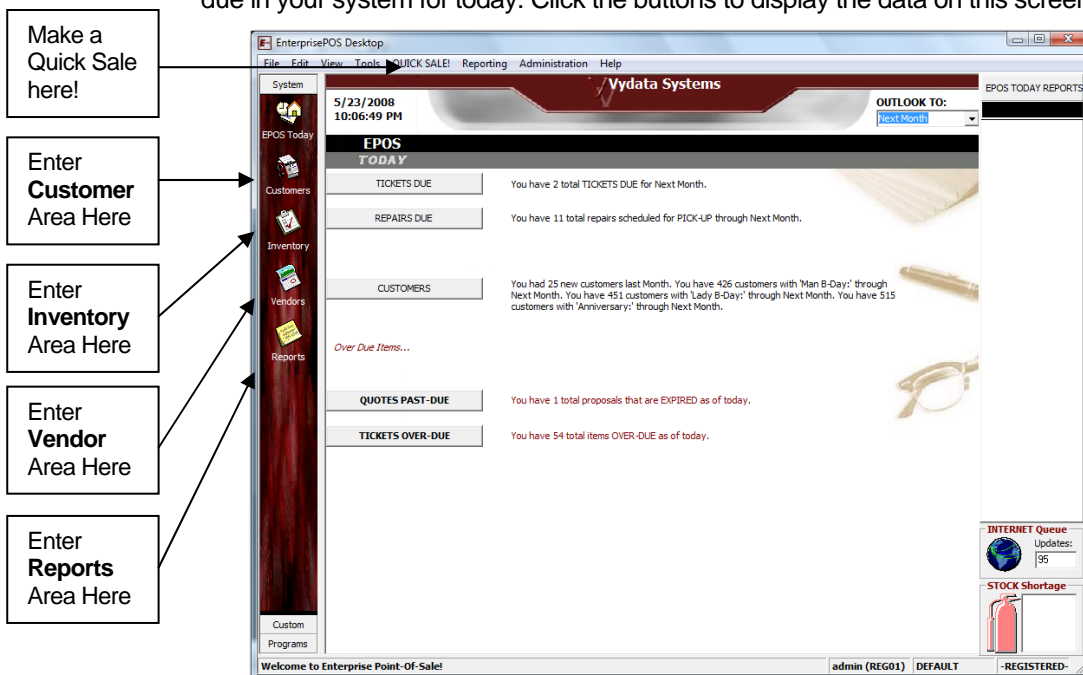 due in your system for today. Click the buttons to display the data on this screen
Make a
Quick Sale
here!
Enter
Customer
Area Here
Enter
Inventory
Area Here
Enter
Vendor
Area Here
Enter
Reports
Area Here
EnterprisePOS Desktop
File Edit View Tools QUICK SALE! Reporting Administration Help
System
EPOS Today
Customers
Inventory
Vendors
Reports
Custom
Programs
Vydata Systems
5/23/2008
10:06:49 PM
OUTLOOK TO:
Next Month
EPOS
TODAY
TICKETS DUE
You have 2 total TICKETS DUE for Next Month.
REPAIRS DUE
You have 11 total repairs scheduled for PICK-UP through Next Month.
CUSTOMERS
You had 25 new customers last Month. You have 426 customers with 'Man B-Day:' through
Next Month. You have 451 customers with 'Lady B-Day:' through Next Month. You have 515
customers with 'Anniversary:' through Next Month.
Over Due Items...
QUOTES PAST-DUE
You have 1 total proposals that are EXPIRED as of today.
TICKETS OVER-DUE
You have 54 total items OVER-DUE as of today.
EPOS TODAY REPORTS
INTERNET Queue
Updates:
95
STOCK Shortage
Welcome to Enterprise Point-Of-Sale!
admin (REG01)
DEFAULT
-REGISTERED-